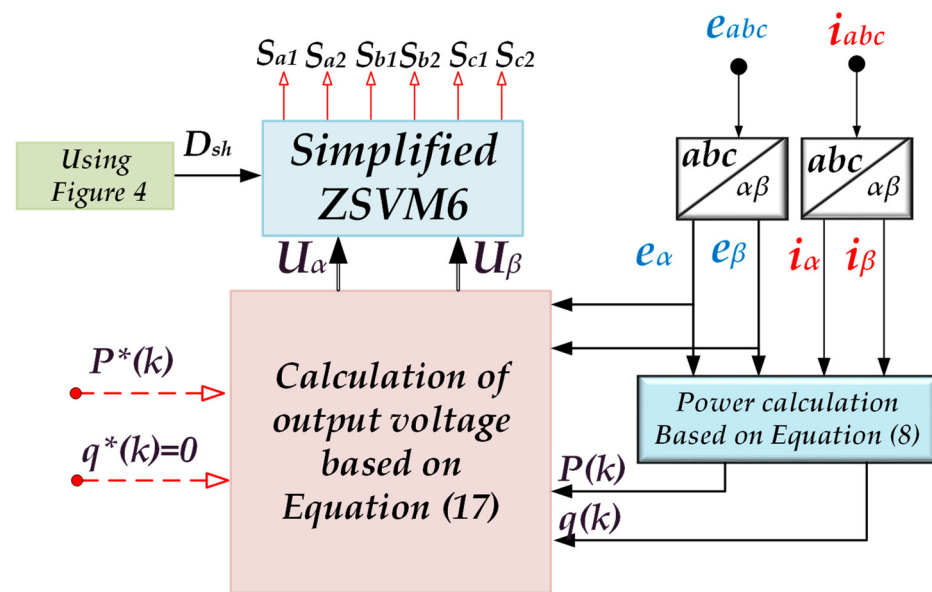 Sa1 Sa2 Sb1 Sb2 Sc1 Sc2
eabc
iabc
Using
Figure 4
Dsh
Simplified
ZSVM6
abc
αβ
abc
αβ
Uα
Uβ
eα
eβ
iα
iβ
P*(k)
q*(k)=0
Calculation of
output voltage
based on
Equation (17)
Power calculation
Based on Equation (8)
P(k)
q(k)